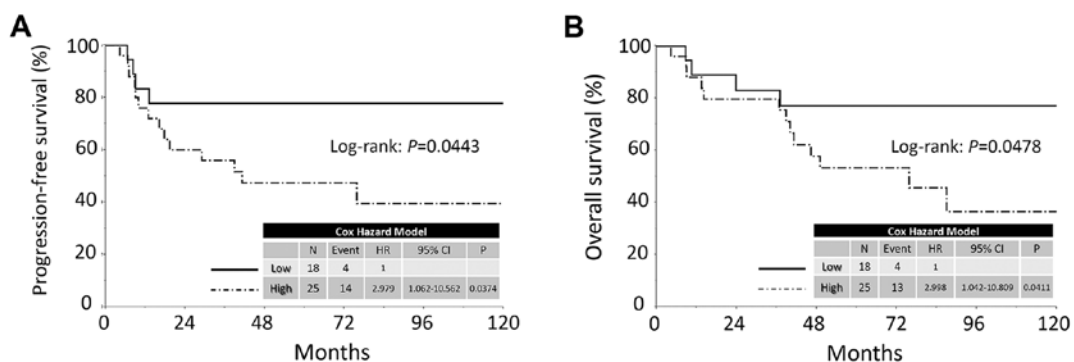 A
Progression-free survival (%)
100
80
60
40
20
0
Log-rank: P=0.0443
Cox Hazard Model
N Event HR 95% CI P
Low 18 4 1
High 25 14 2.979 1.062-10.562 0.0374
0 24 48 72 96 120
Months
B
Overall survival (%)
100
80
60
40
20
0
Log-rank: P=0.0478
Cox Hazard Model
N Event HR 95% CI P
Low 18 4 1
High 25 13 2.998 1.042-10.809 0.0411
0 24 48 72 96 120
Months